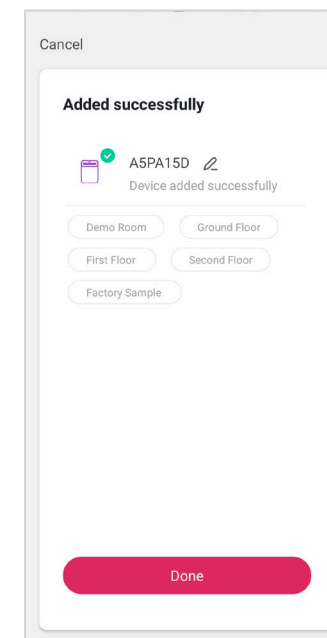 Cancel
Added successfully
A5PA15D
Device added successfully
Demo Room
Ground Floor
First Floor
Second Floor
Factory Sample
Done